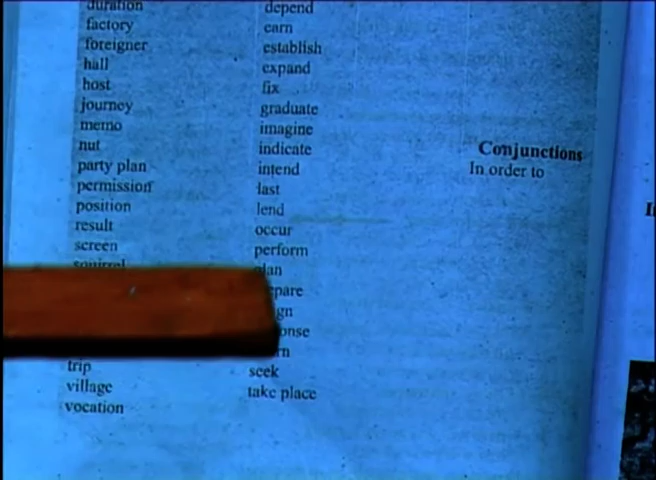 duration
factory
foreigner
hall
host
journey
memo
nut
party plan
permission
position
result
screen
squirrel
trip
village
vocation
depend
earn
establish
expand
fix
graduate
imagine
indicate
intend
last
lend
occur
perform
seek
take place
Conjunctions
In order to